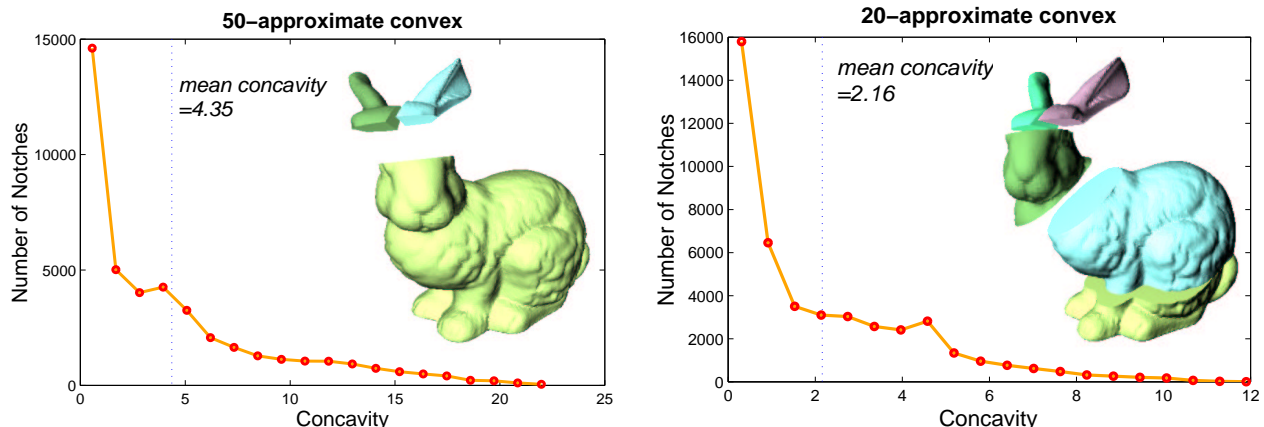 50−approximate convex
15000
10000
5000
0
Number of Notches
mean concavity
=4.35
0 5 10 15 20 25
Concavity
20−approximate convex
16000
14000
12000
10000
8000
6000
4000
2000
0
Number of Notches
mean concavity
=2.16
0 2 4 6 8 10 12
Concavity